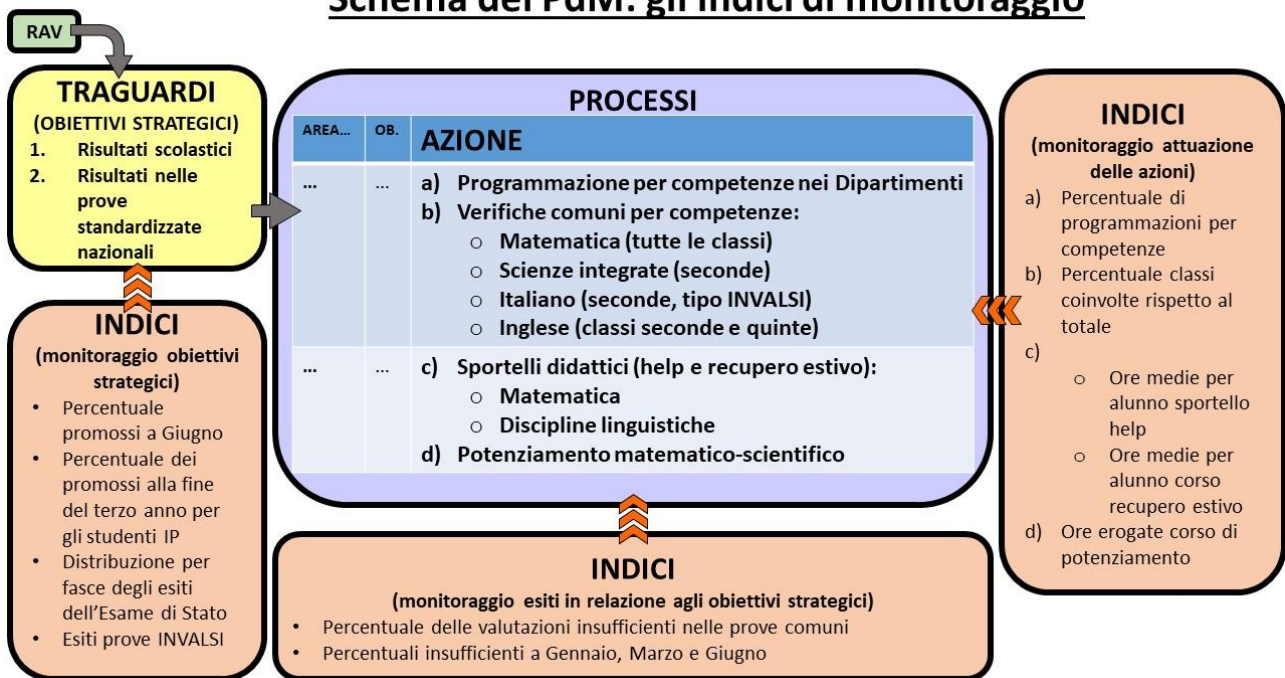 Schema del PdM: gli indici di monitoraggio
RAV
TRAGUARDI
(OBIETTIVI STRATEGICI)
1. Risultati scolastici
2. Risultati nelle
prove
standardizzate
nazionali
INDICI
(monitoraggio obiettivi
strategici)
• Percentuale
promossi a Giugno
• Percentuale dei
promossi alla fine
del terzo anno per
gli studenti IP
• Distribuzione per
fasce degli esiti
dell'Esame di Stato
• Esiti prove INVALSI
PROCESSI
AREA... OB. AZIONE
... ... a) Programmazione per competenze nei Dipartimenti
b) Verifiche comuni per competenze:
o Matematica (tutte le classi)
o Scienze integrate (seconde)
o Italiano (seconde, tipo INVALSI)
o Inglese (classi seconde e quinte)
... ... c) Sportelli didattici (help e recupero estivo):
o Matematica
o Discipline linguistiche
d) Potenziamento matematico-scientifico
INDICI
(monitoraggio esiti in relazione agli obiettivi strategici)
• Percentuale delle valutazioni insufficienti nelle prove comuni
• Percentuali insufficienti a Gennaio, Marzo e Giugno
INDICI
(monitoraggio attuazione
delle azioni)
a) Percentuale di
programmazioni per
competenze
b) Percentuale classi
coinvolte rispetto al
totale
c)
o Ore medie per
alunno sportello
help
o Ore medie per
alunno corso
recupero estivo
d) Ore erogate corso di
potenziamento